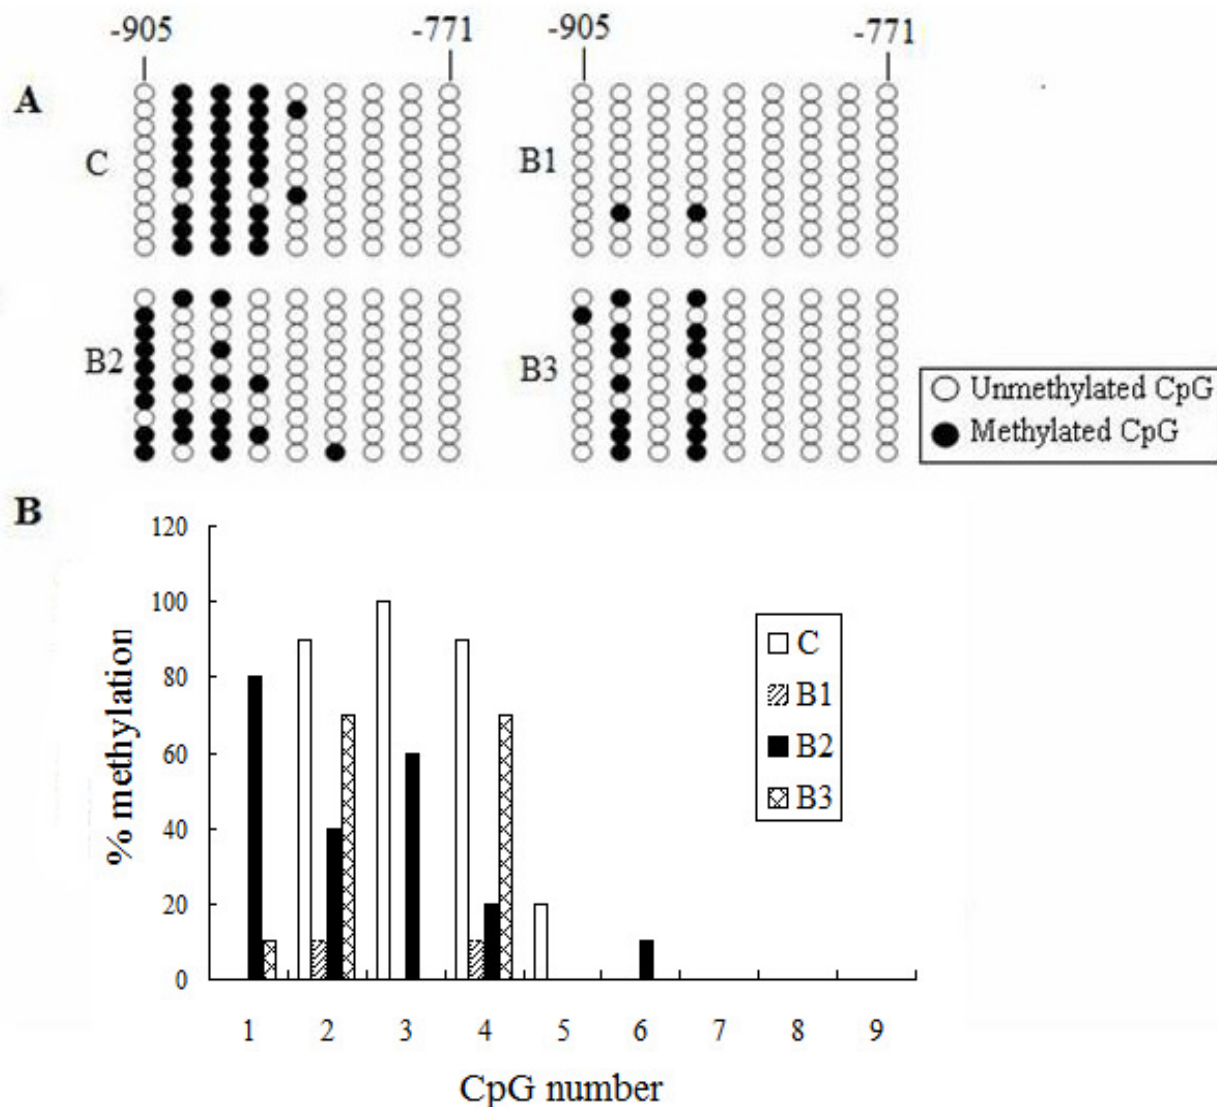 -905 -771 -905 -771
A
C B1
B2 B3
Unmethylated CpG
Methylated CpG
B
120
100
80
60
40
20
0
% methylation
C
B1
B2
B3
1 2 3 4 5 6 7 8 9
CpG number